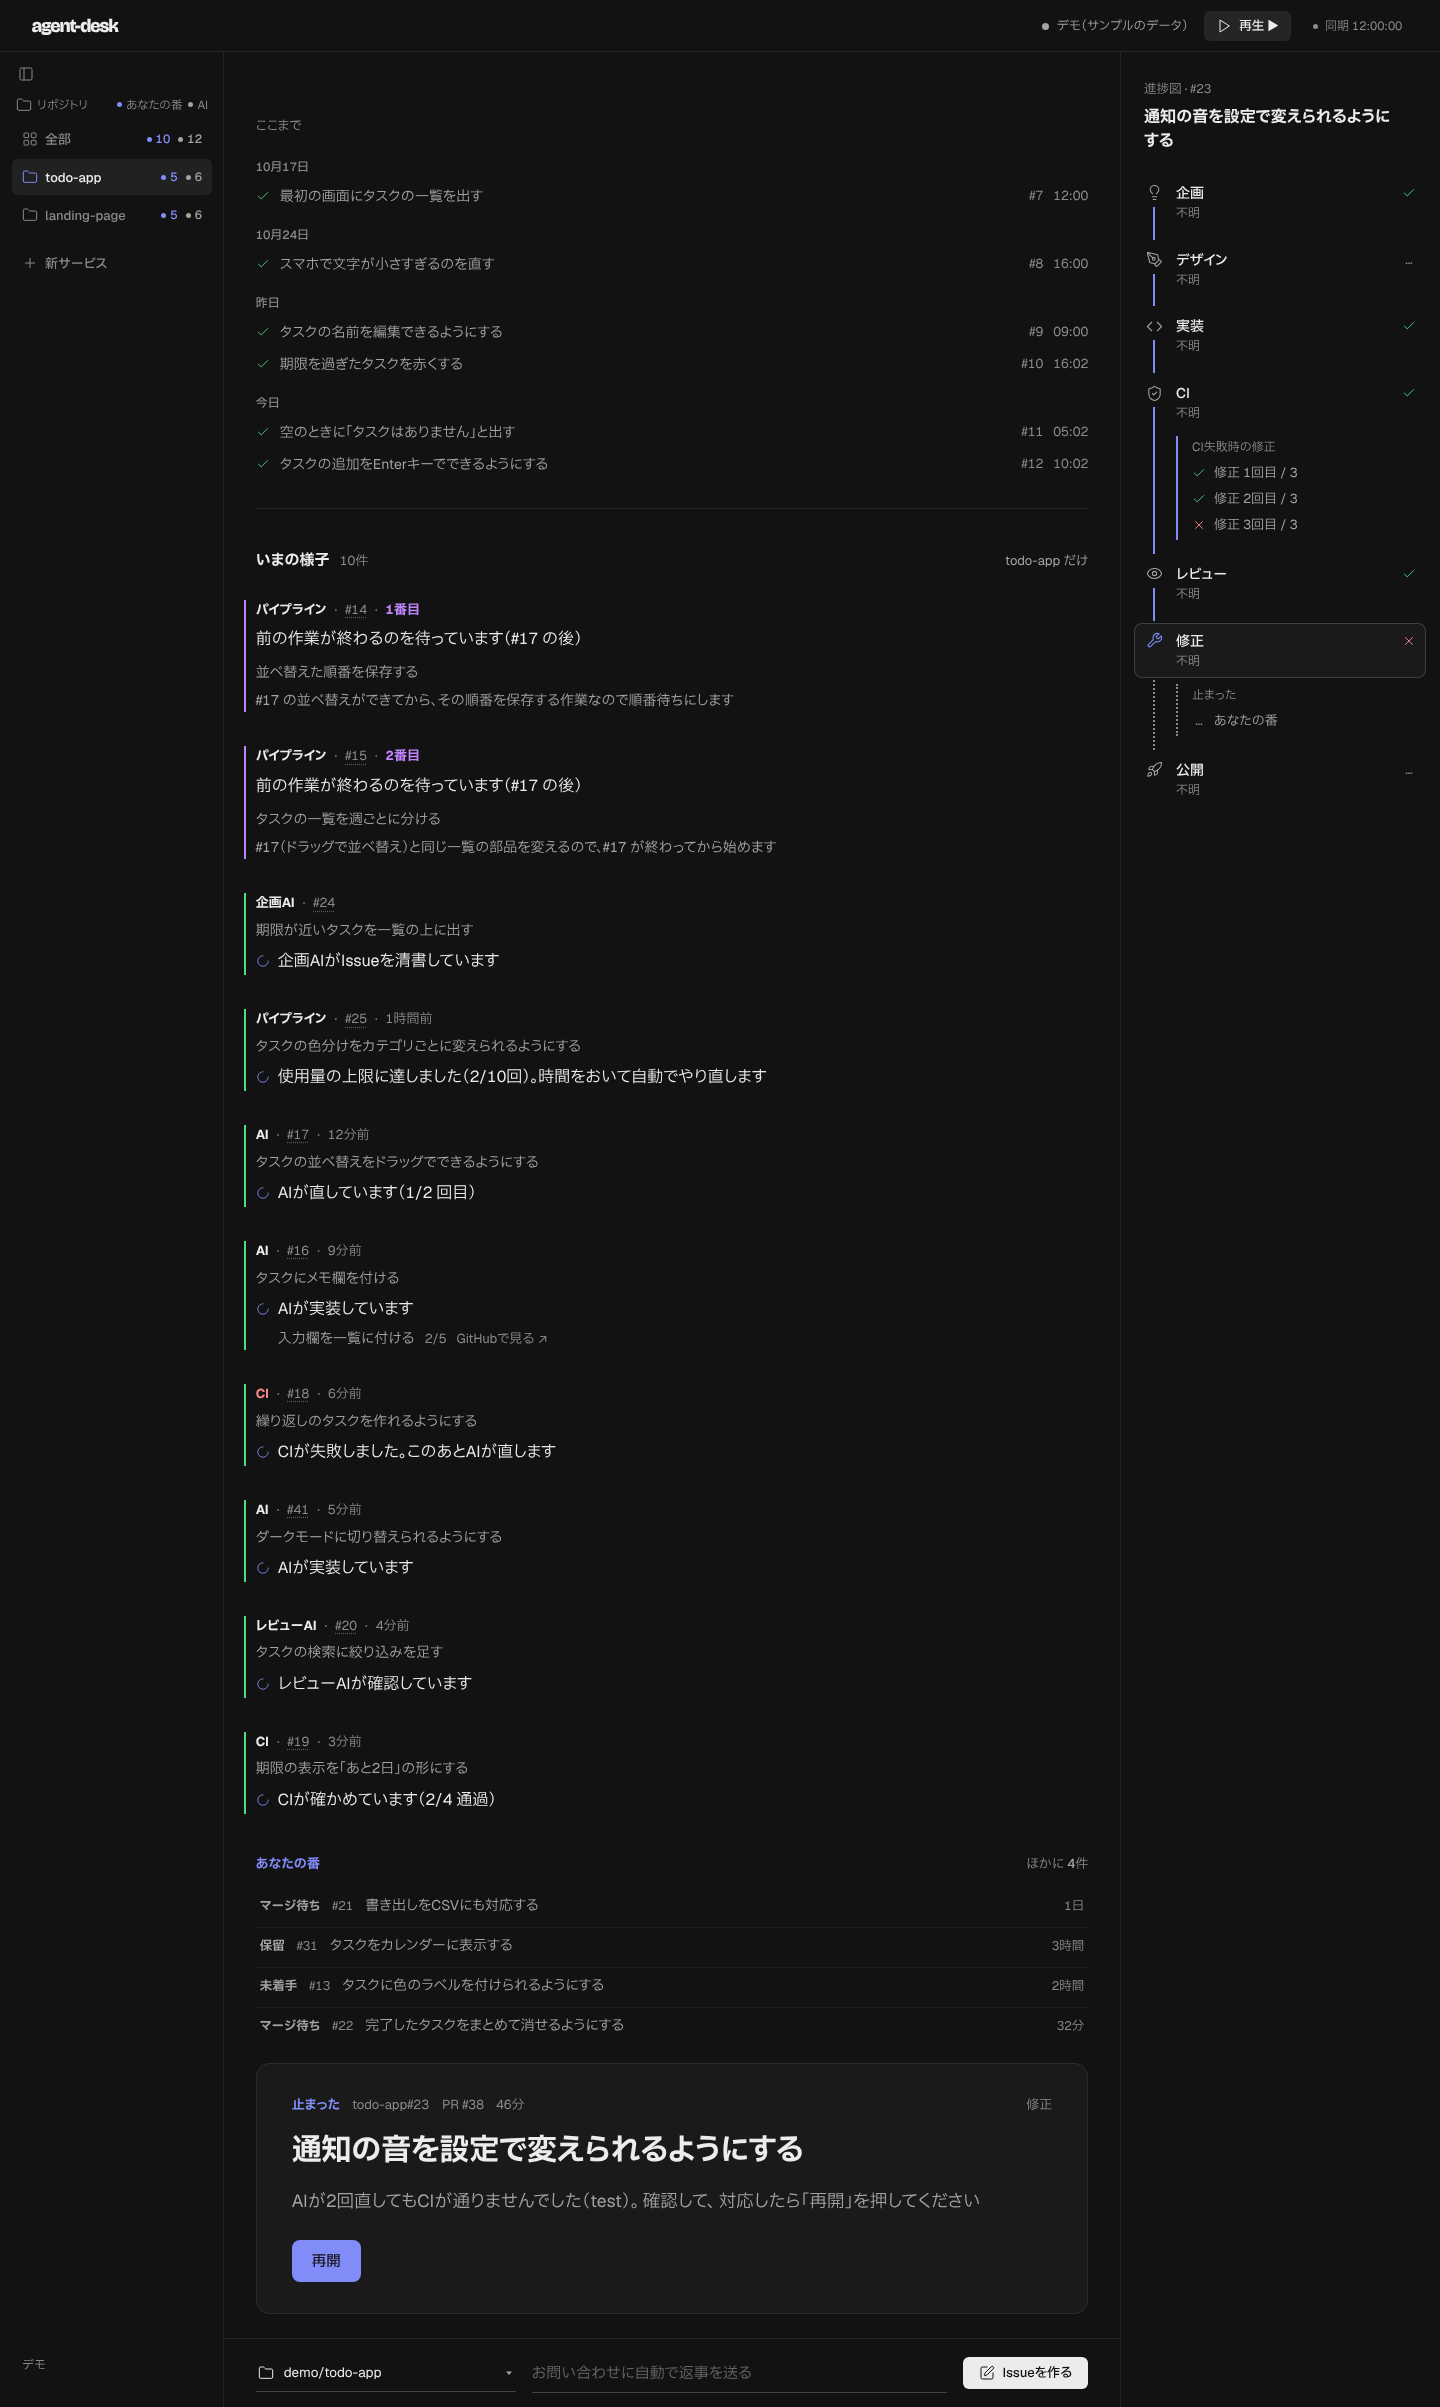 agent-desk
デモ(サンプルのデータ)
再生 ▶
同期 12:00:00
リポジトリ
あなたの番 AI
全部 10 12
todo-app 5 6
landing-page 5 6
新サービス
デモ
ここまで
10月17日
最初の画面にタスクの一覧を出す #7 12:00
10月24日
スマホで文字が小さすぎるのを直す #8 16:00
昨日
タスクの名前を編集できるようにする #9 09:00
期限を過ぎたタスクを赤くする #10 16:02
今日
空のときに「タスクはありません」と出す #11 05:02
タスクの追加をEnterキーでできるようにする #12 10:02
いまの様子 10件 todo-app だけ
パイプライン · #14 · 1番目
前の作業が終わるのを待っています(#17 の後)
並べ替えた順番を保存する
#17 の並べ替えができてから、その順番を保存する作業なので順番待ちにします
パイプライン · #15 · 2番目
前の作業が終わるのを待っています(#17 の後)
タスクの一覧を週ごとに分ける
#17(ドラッグで並べ替え)と同じ一覧の部品を変えるので、#17 が終わってから始めます
企画AI · #24
期限が近いタスクを一覧の上に出す
企画AIがIssueを清書しています
パイプライン · #25 · 1時間前
タスクの色分けをカテゴリごとに変えられるようにする
使用量の上限に達しました(2/10回)。時間をおいて自動でやり直します
AI · #17 · 12分前
タスクの並べ替えをドラッグでできるようにする
AIが直しています(1/2 回目)
AI · #16 · 9分前
タスクにメモ欄を付ける
AIが実装しています
入力欄を一覧に付ける 2/5 GitHubで見る ↗
CI · #18 · 6分前
繰り返しのタスクを作れるようにする
CIが失敗しました。このあとAIが直します
AI · #41 · 5分前
ダークモードに切り替えられるようにする
AIが実装しています
レビューAI · #20 · 4分前
タスクの検索に絞り込みを足す
レビューAIが確認しています
CI · #19 · 3分前
期限の表示を「あと2日」の形にする
CIが確かめています(2/4 通過)
あなたの番 ほかに 4件
マージ待ち #21 書き出しをCSVにも対応する 1日
保留 #31 タスクをカレンダーに表示する 3時間
未着手 #13 タスクに色のラベルを付けられるようにする 2時間
マージ待ち #22 完了したタスクをまとめて消せるようにする 32分
止まった todo-app#23 PR #38 46分 修正
通知の音を設定で変えられるようにする
AIが2回直してもCIが通りませんでした(test)。確認して、対応したら「再開」を押してください
再開
demo/todo-app
お問い合わせに自動で返事を送る
Issueを作る
進捗図 · #23
通知の音を設定で変えられるように
する
企画
不明
デザイン ...
不明
実装
不明
CI
不明
CI失敗時の修正
修正 1回目 / 3
修正 2回目 / 3
修正 3回目 / 3
レビュー
不明
修正
不明
止まった
... あなたの番
公開 ...
不明